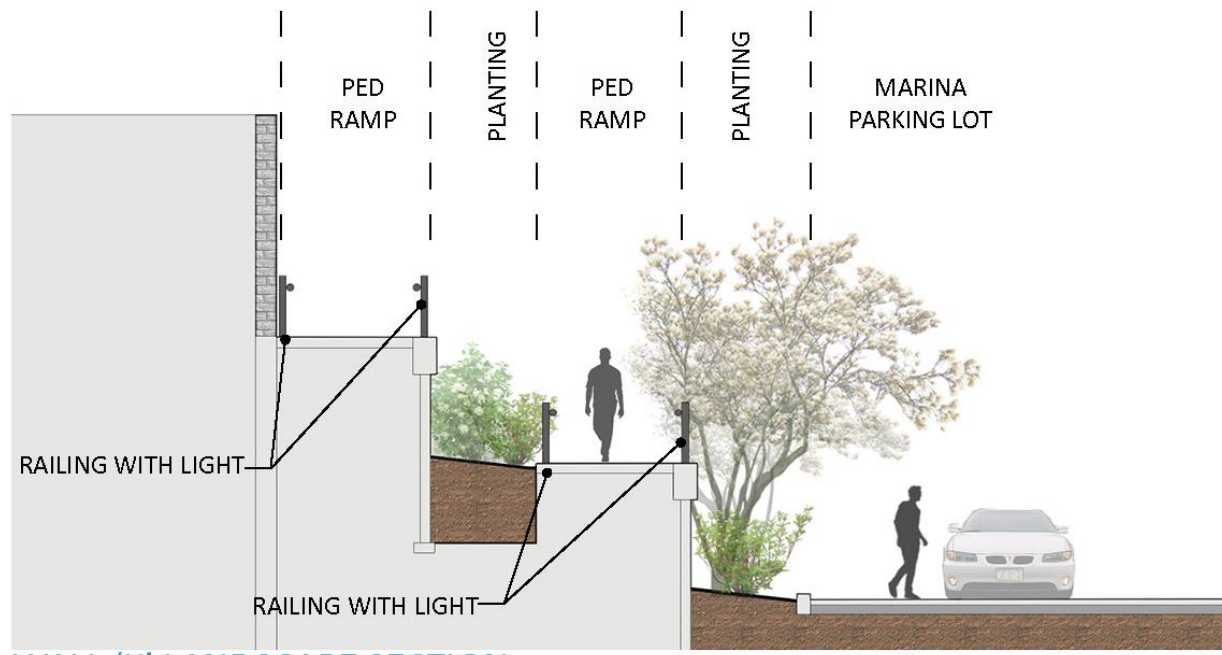 PED
RAMP
PLANTING
PED
RAMP
PLANTING
MARINA
PARKING LOT
RAILING WITH LIGHT
RAILING WITH LIGHT